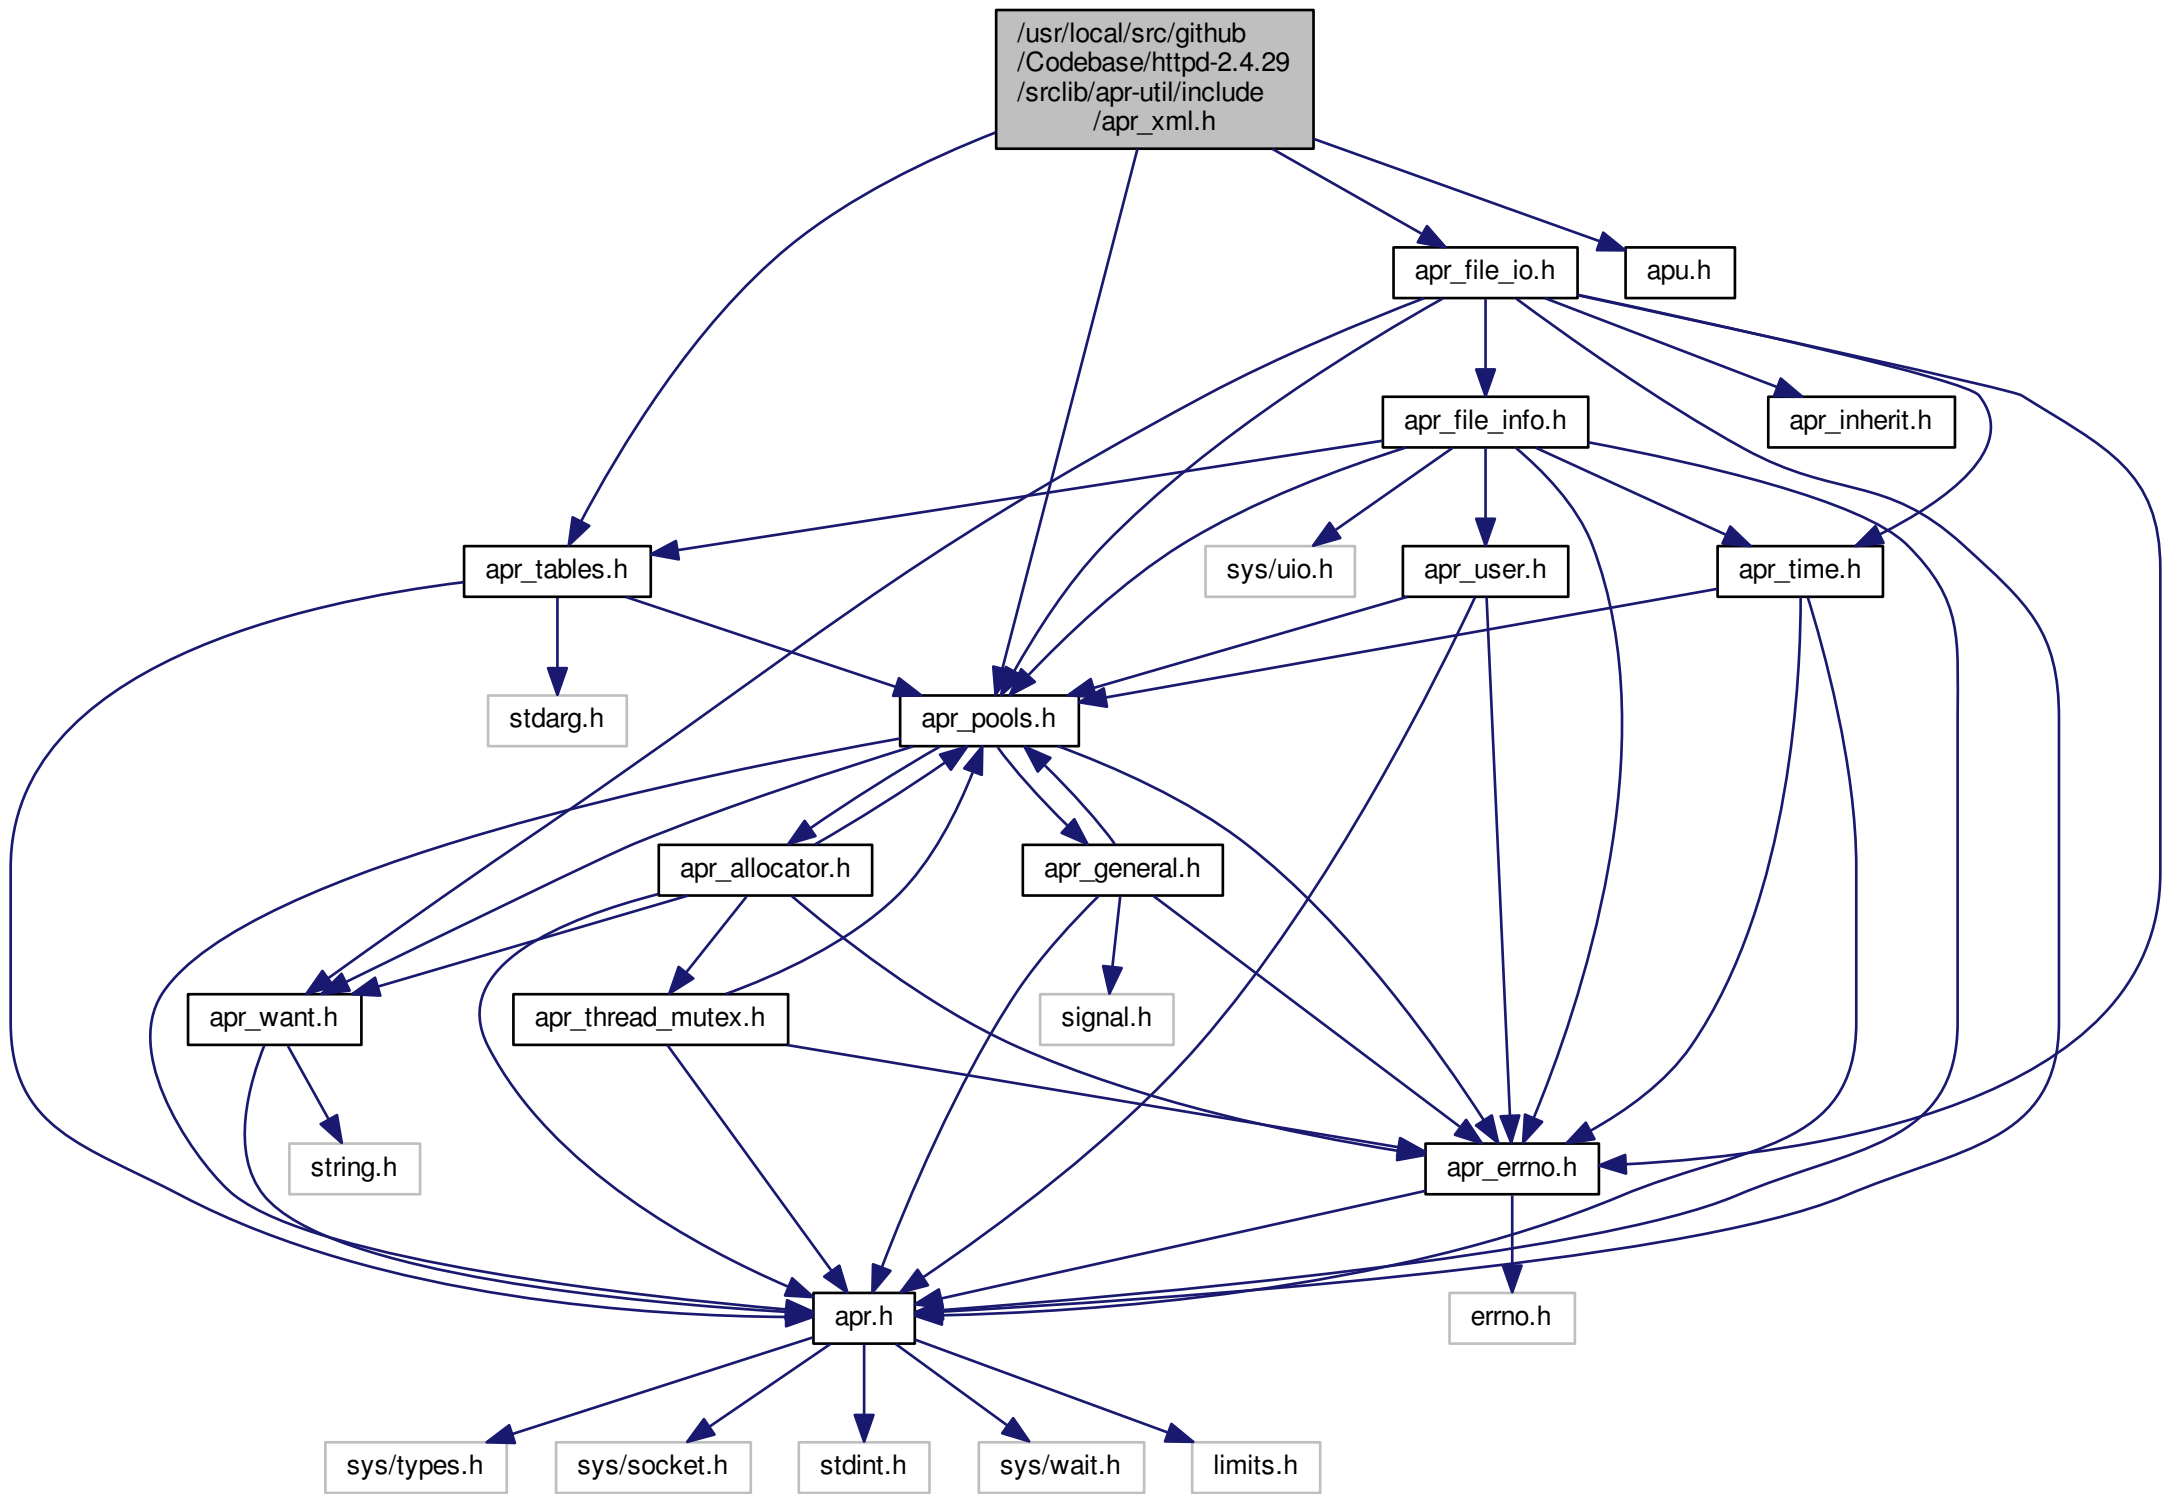 /usr/local/src/github
/Codebase/httpd-2.4.29
/srclib/apr-util/include
/apr_xml.h
apr_file_io.h
apu.h
apr_file_info.h
apr_inherit.h
apr_tables.h
sys/uio.h
apr_user.h
apr_time.h
stdarg.h
apr_pools.h
apr_allocator.h
apr_general.h
apr_want.h
apr_thread_mutex.h
signal.h
string.h
apr_errno.h
apr.h
errno.h
sys/types.h
sys/socket.h
stdint.h
sys/wait.h
limits.h